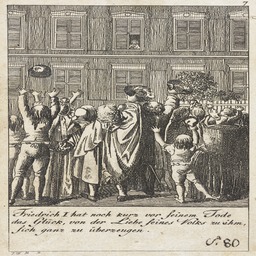 7.
Friedrich I hat noch kurz vor seinem Tode
das Glück, von der Liebe seines Volks zu ihm,
sich ganz zu überzeugen.
S. 80